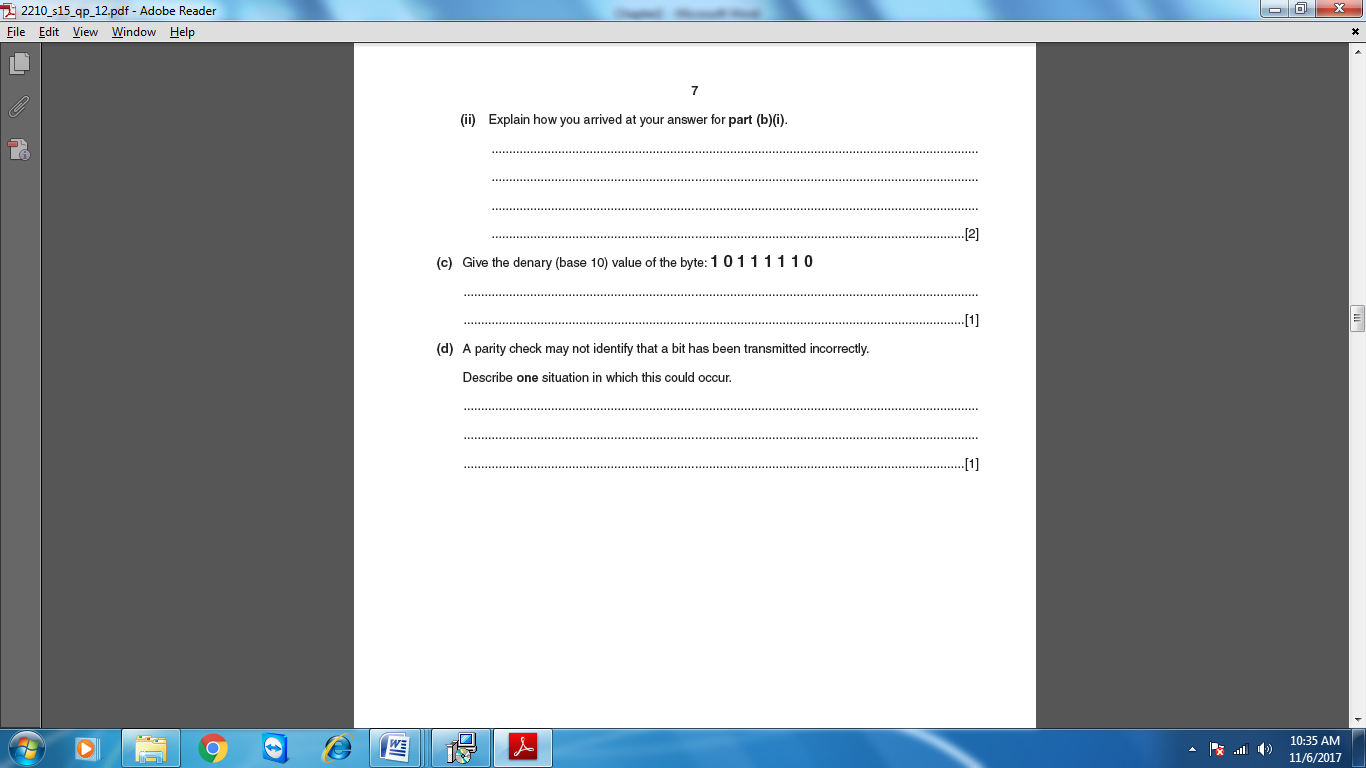 2210_s15_qp_12.pdf - Adobe Reader
File Edit View Window Help
7
(ii) Explain how you arrived at your answer for part (b)(i).
..........................................................................................................................................
..........................................................................................................................................
..........................................................................................................................................
......................................................................................................................................[2]
(c) Give the denary (base 10) value of the byte: 1 0 1 1 1 1 1 0
..................................................................................................................................................
..............................................................................................................................................[1]
(d) A parity check may not identify that a bit has been transmitted incorrectly.
Describe one situation in which this could occur.
..................................................................................................................................................
..................................................................................................................................................
..............................................................................................................................................[1]
10:35 AM
11/6/2017